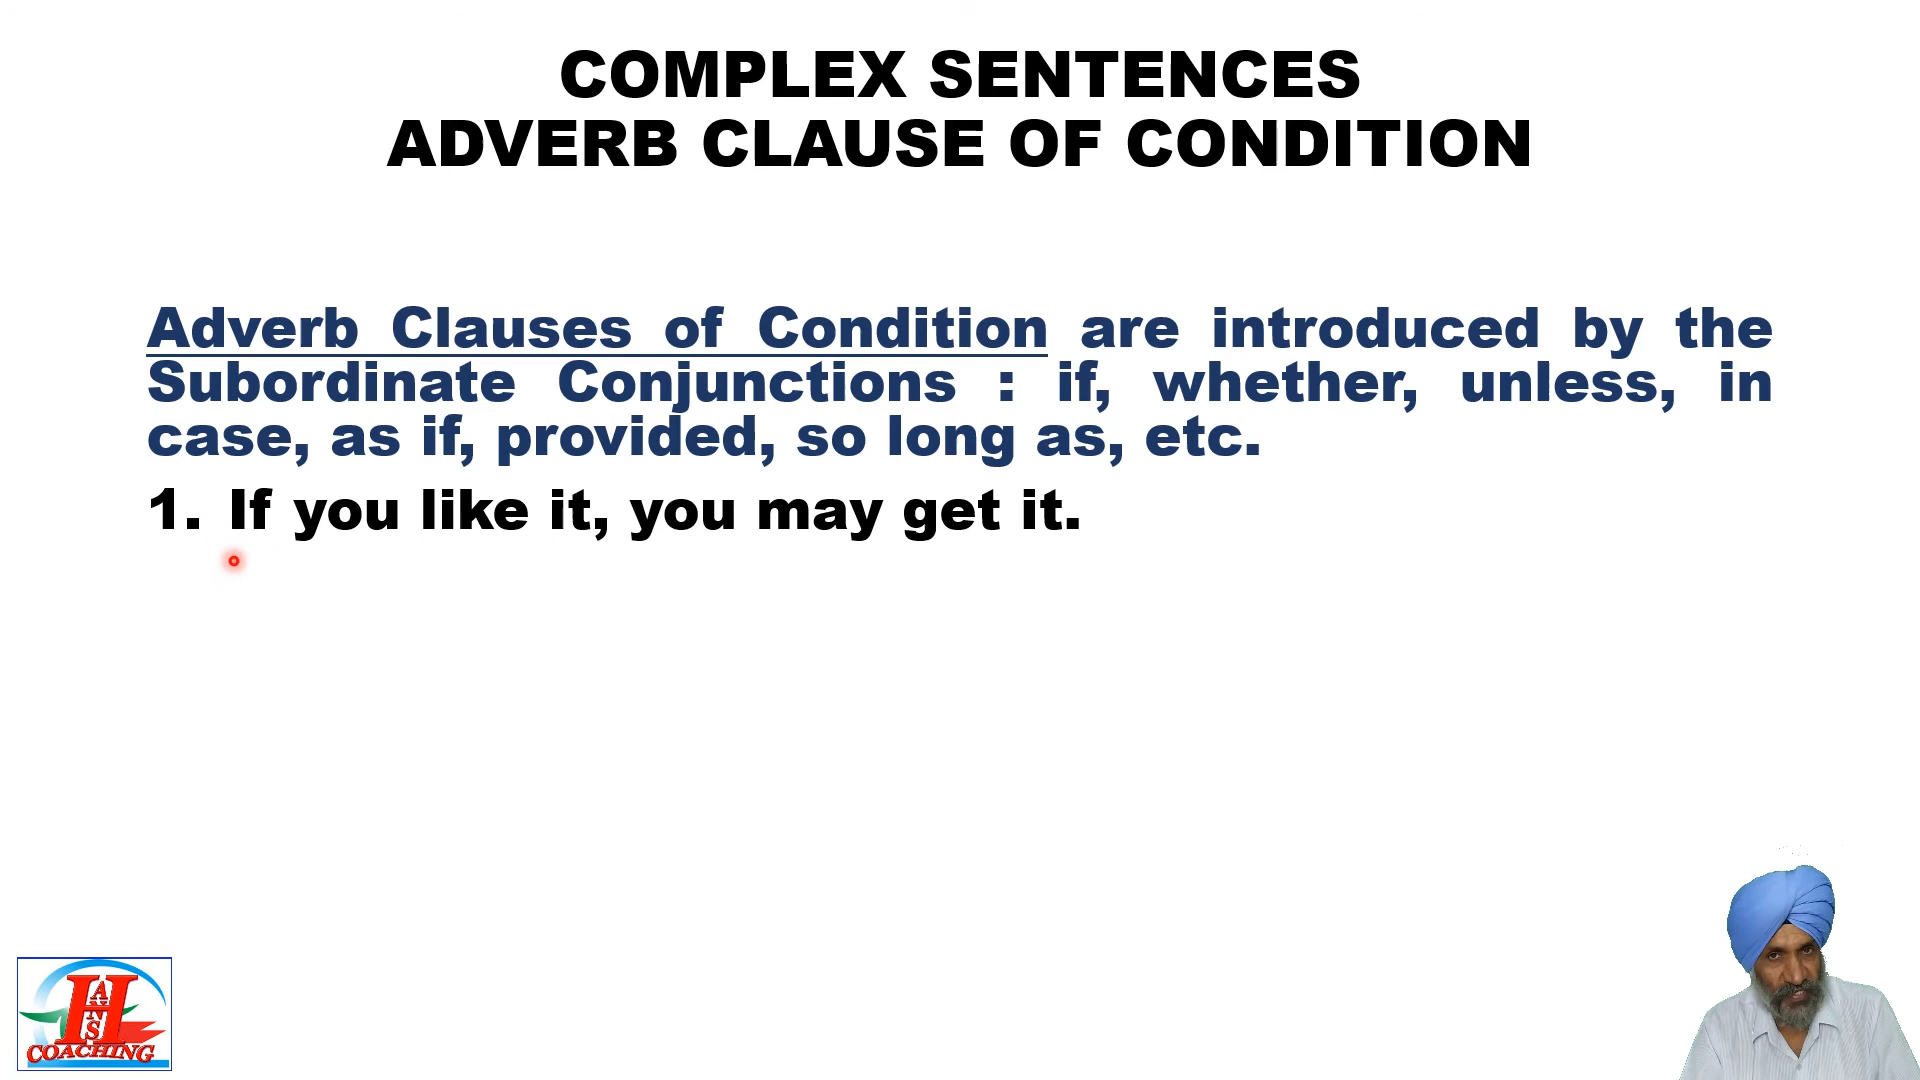 COMPLEX SENTENCES
ADVERB CLAUSE OF CONDITION
Adverb Clauses of Condition are introduced by the
Subordinate Conjunctions : if, whether, unless, in
case, as if, provided, so long as, etc.
1. If you like it, you may get it.
HANS
COACHING